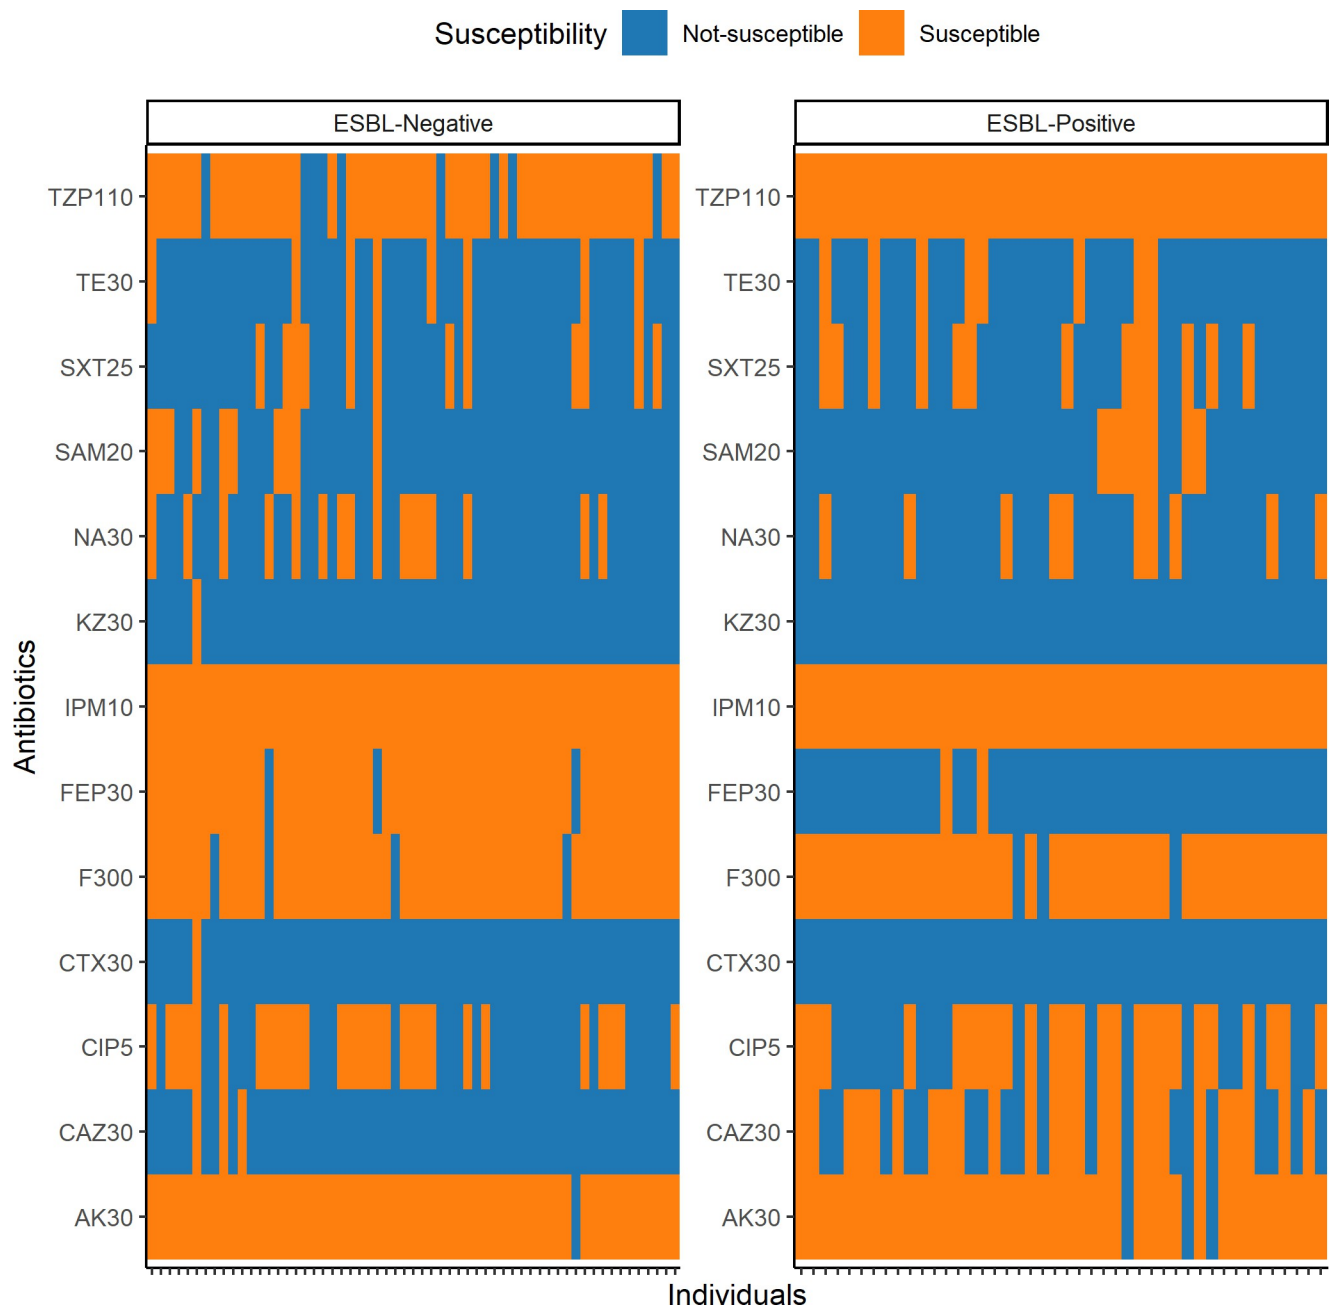 Susceptibility Not-susceptible Susceptible
ESBL-Negative ESBL-Positive
TZP110 TZP110
TE30 TE30
SXT25 SXT25
SAM20 SAM20
NA30 NA30
KZ30 KZ30
IPM10 IPM10
FEP30 FEP30
F300 F300
CTX30 CTX30
CIP5 CIP5
CAZ30 CAZ30
AK30 AK30
Antibiotics
Individuals